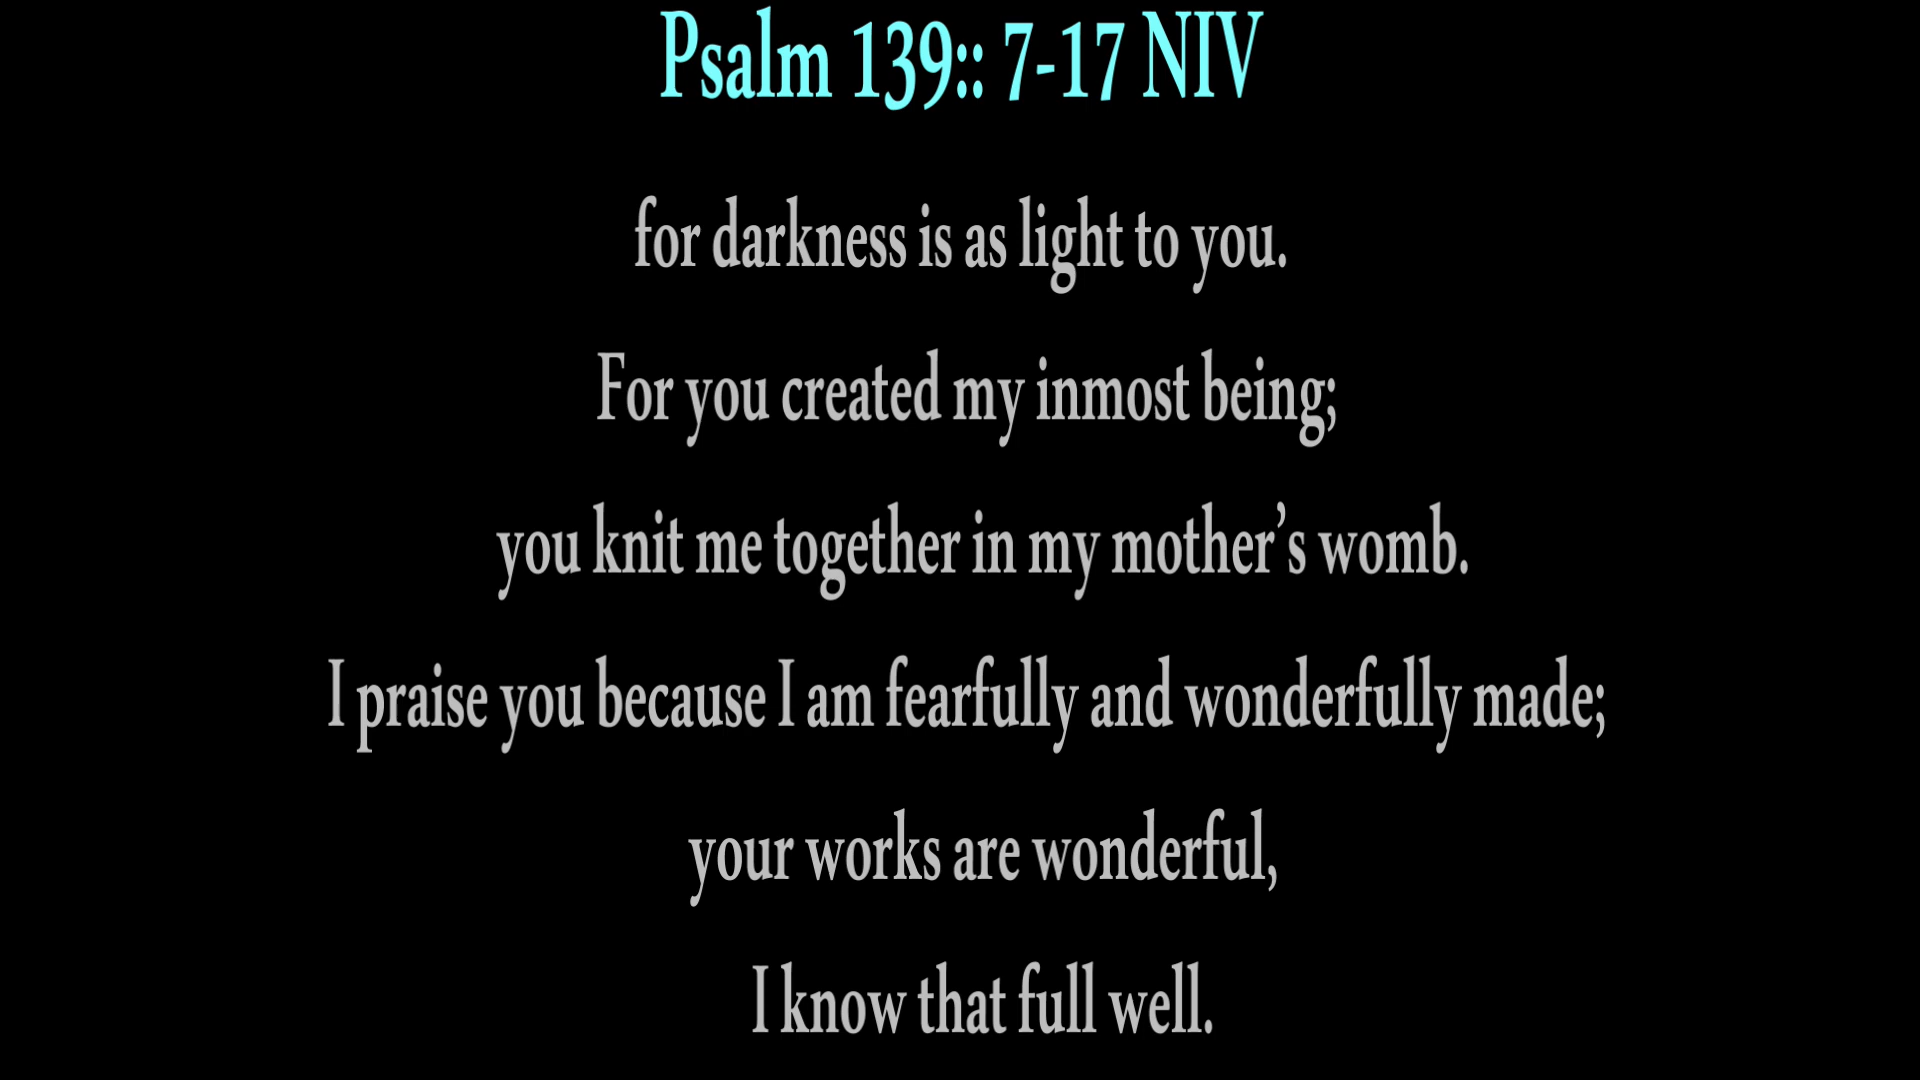 Psalm 139:: 7-17 NIV
for darkness is as light to you.
For you created my inmost being;
you knit me together in my mother’s womb.
I praise you because I am fearfully and wonderfully made;
your works are wonderful,
I know that full well.